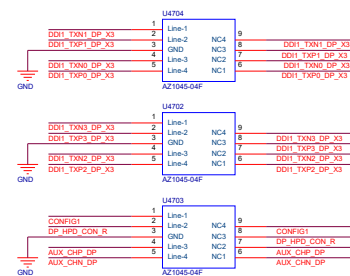 U4704
1 Line-1
DDI1_TXN1_DP_X3 2 Line-2 NC4 9
DDI1_TXP1_DP_X3 3 GND NC3 8 DDI1_TXN1_DP_X3
4 Line-3 NC2 7 DDI1_TXP1_DP_X3
DDI1_TXN0_DP_X3 5 Line-4 NC1 6 DDI1_TXN0_DP_X3
DDI1_TXP0_DP_X3 DDI1_TXP0_DP_X3
GND AZ1045-04F
U4702
1 Line-1
DDI1_TXN3_DP_X3 2 Line-2 NC4 9
DDI1_TXP3_DP_X3 3 GND NC3 8 DDI1_TXN3_DP_X3
4 Line-3 NC2 7 DDI1_TXP3_DP_X3
DDI1_TXN2_DP_X3 5 Line-4 NC1 6 DDI1_TXN2_DP_X3
DDI1_TXP2_DP_X3 DDI1_TXP2_DP_X3
GND AZ1045-04F
U4703
1 Line-1
CONFIG1 2 Line-2 NC4 9
DP_HPD_CON_R 3 GND NC3 8 CONFIG1
4 Line-3 NC2 7 DP_HPD_CON_R
AUX_CHP_DP 5 Line-4 NC1 6 AUX_CHP_DP
AUX_CHN_DP AUX_CHN_DP
GND AZ1045-04F